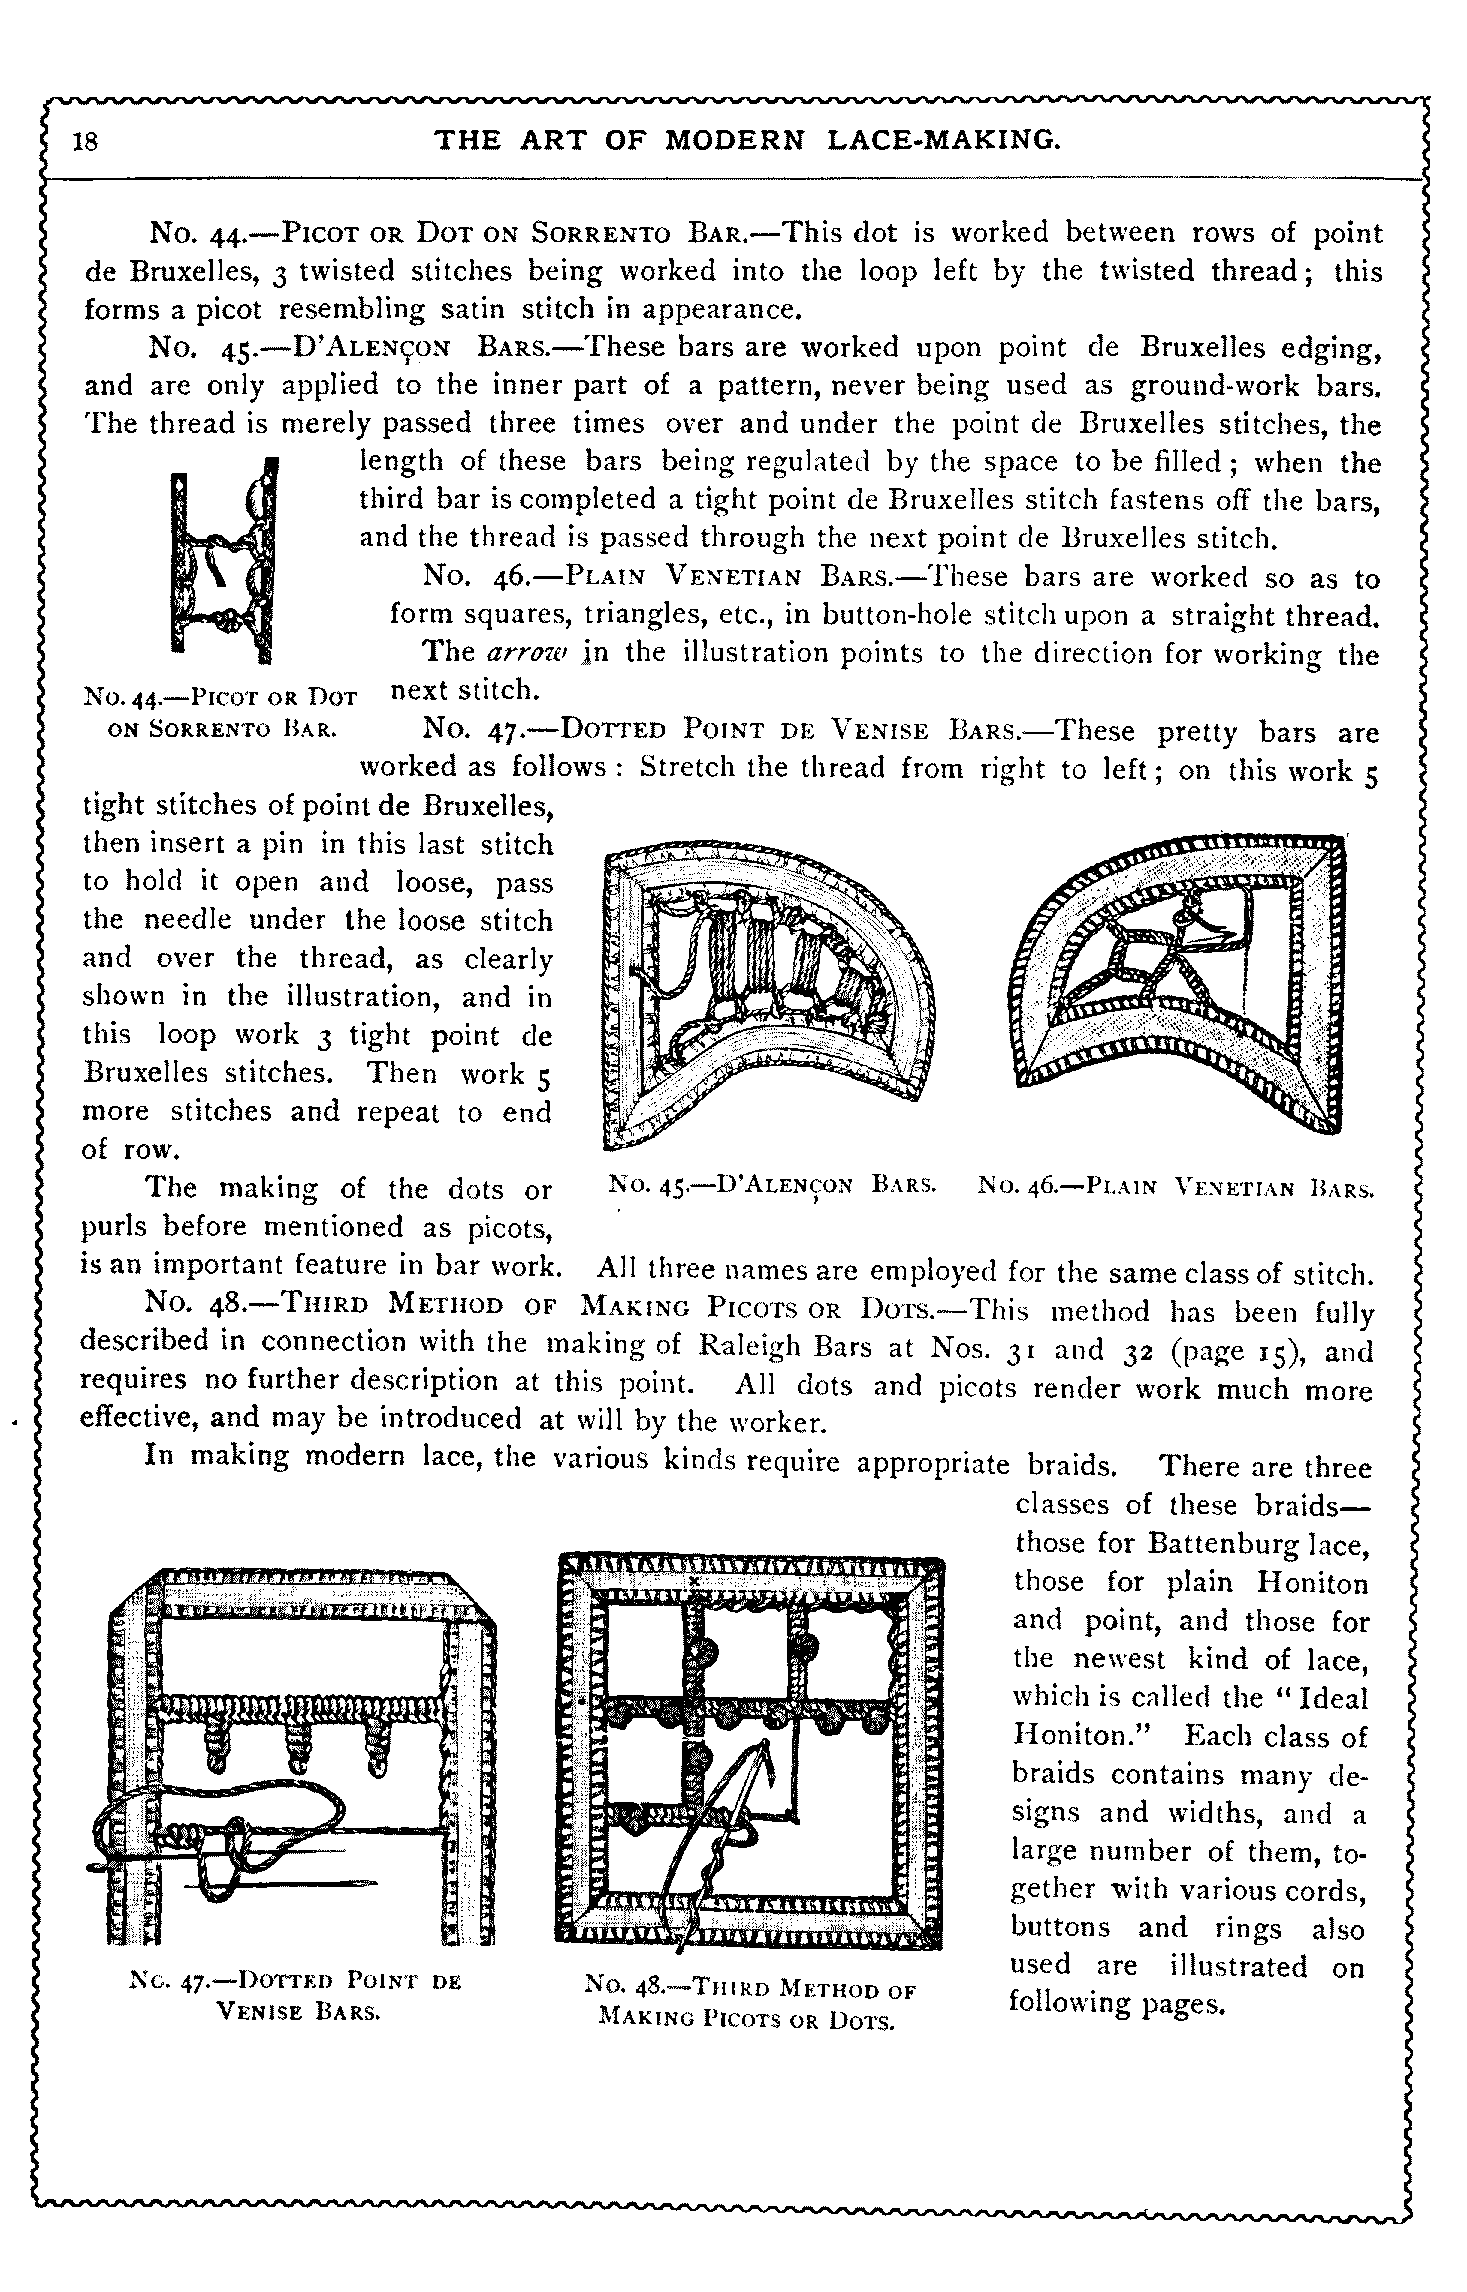 18
THE ART OF MODERN LACE-MAKING.
No. 44.—Picot or Dot on Sorrento Bar.—This dot is worked between rows of point
de Bruxelles, 3 twisted stitches being worked into the loop left by the twisted thread; this
forms a picot resembling satin stitch in appearance.
No. 45.—D'Alençon Bars.—These bars are worked upon point de Bruxelles edging,
and are only applied to the inner part of a pattern, never being used as ground-work bars.
The thread is merely passed three times over and under the point de Bruxelles stitches, the
length of these bars being regulated by the space to be filled; when the
third bar is completed a tight point de Bruxelles stitch fastens off the bars,
and the thread is passed through the next point de Bruxelles stitch.
No. 46.—Plain Venetian Bars.—These bars are worked so as to
form squares, triangles, etc., in button-hole stitch upon a straight thread.
The arrow in the illustration points to the direction for working the
next stitch.
No. 44.—Picot or Dot
on Sorrento Bar.
No. 47.—Dotted Point de Venise Bars.—These pretty bars are
worked as follows: Stretch the thread from right to left; on this work 5
tight stitches of point de Bruxelles,
then insert a pin in this last stitch
to hold it open and loose, pass
the needle under the loose stitch
and over the thread, as clearly
shown in the illustration, and in
this loop work 3 tight point de
Bruxelles stitches. Then work 5
more stitches and repeat to end
of row.
No. 45.—D'Alençon Bars.
No. 46.—Plain Venetian Bars.
The making of the dots or
purls before mentioned as picots,
is an important feature in bar work. All three names are employed for the same class of stitch.
No. 48.—Third Method of Making Picots or Dots.—This method has been fully
described in connection with the making of Raleigh Bars at Nos. 31 and 32 (page 15), and
requires no further description at this point. All dots and picots render work much more
effective, and may be introduced at will by the worker.
In making modern lace, the various kinds require appropriate braids. There are three
classes of these braids—
those for Battenburg lace,
those for plain Honiton
and point, and those for
the newest kind of lace,
which is called the "Ideal
Honiton." Each class of
braids contains many de-
signs and widths, and a
large number of them, to-
gether with various cords,
buttons and rings also
used are illustrated on
following pages.
No. 47.—Dotted Point de
Venise Bars.
No. 48.—Third Method of
Making Picots or Dots.